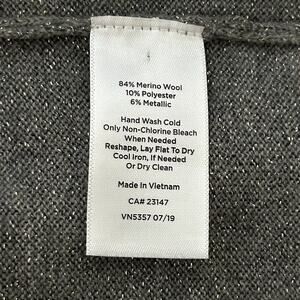 84% Merino Wool
10% Polyester
6% Metallic
Hand Wash Cold
Only Non-Chlorine Bleach
When Needed
Reshape, Lay Flat To Dry
Cool Iron, If Needed
Or Dry Clean
Made In Vietnam
CA# 23147
VN5357 07/19